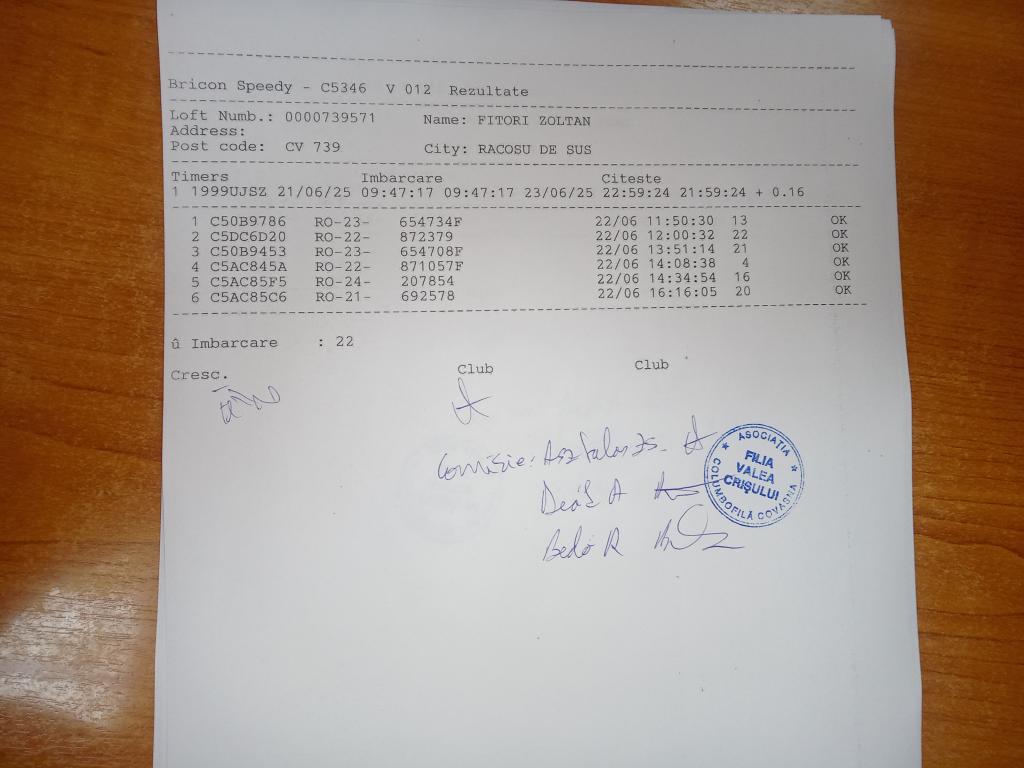 Bricon Speedy - C5346 V 012 Rezultate
Loft Numb.: 0000739571 Name: FITORI ZOLTAN
Address:
Post code: CV 739 City: RACOSU DE SUS
Timers Imbarcare Citeste
1 1999UJSZ 21/06/25 09:47:17 09:47:17 23/06/25 22:59:24 21:59:24 + 0.16
1 C50B9786 RO-23- 654734F 22/06 11:50:30 13 OK
2 C5DC6D20 RO-22- 872379 22/06 12:00:32 22 OK
3 C50B9453 RO-23- 654708F 22/06 13:51:14 21 OK
4 C5AC845A RO-22- 871057F 22/06 14:08:38 4 OK
5 C5AC85F5 RO-24- 207854 22/06 14:34:54 16 OK
6 C5AC85C6 RO-21- 692578 22/06 16:16:05 20 OK
û Imbarcare : 22
Cresc. Club Club
Comisie:
Deák A
Bedő R
ASOCIAȚIA
COLUMBOFILĂ COVASNA
FILIA
VALEA
CRIȘULUI